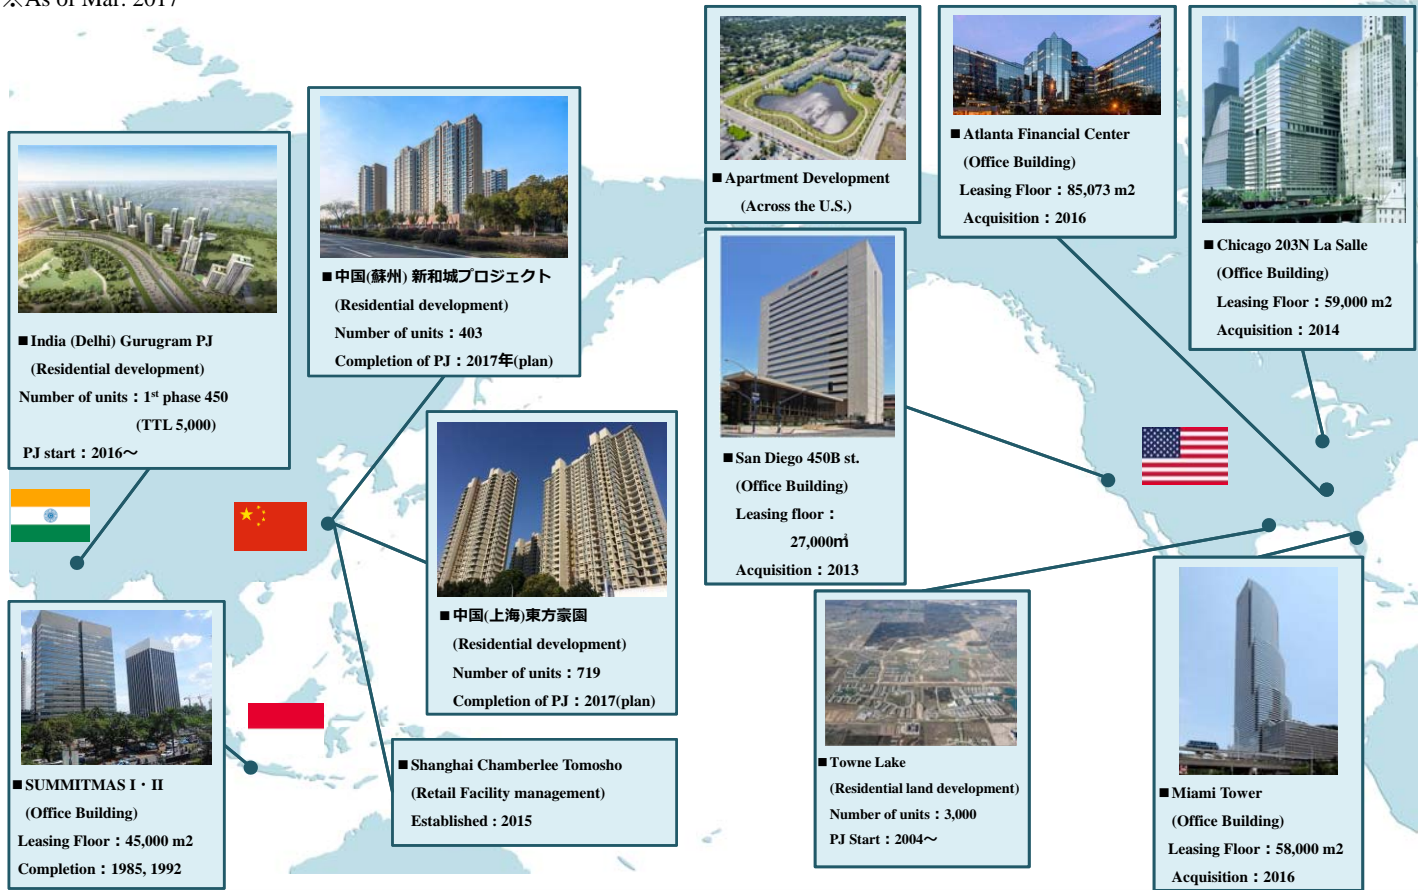 ※As of Mar. 2017
■India (Delhi) Gurugram PJ
(Residential development)
Number of units：1st phase 450
(TTL 5,000)
PJ start：2016～
■中国(蘇州) 新和城プロジェクト
(Residential development)
Number of units：403
Completion of PJ：2017年(plan)
■中国(上海)東方豪園
(Residential development)
Number of units：719
Completion of PJ：2017(plan)
■SUMMITMAS I・II
(Office Building)
Leasing Floor：45,000 m2
Completion：1985, 1992
■Shanghai Chamberlee Tomosho
(Retail Facility management)
Established : 2015
■Apartment Development
(Across the U.S.)
■Atlanta Financial Center
(Office Building)
Leasing Floor：85,073 m2
Acquisition：2016
■Chicago 203N La Salle
(Office Building)
Leasing Floor：59,000 m2
Acquisition：2014
■San Diego 450B st.
(Office Building)
Leasing floor：
27,000㎡
Acquisition：2013
■Towne Lake
(Residential land development)
Number of units：3,000
PJ Start：2004～
■Miami Tower
(Office Building)
Leasing Floor：58,000 m2
Acquisition：2016